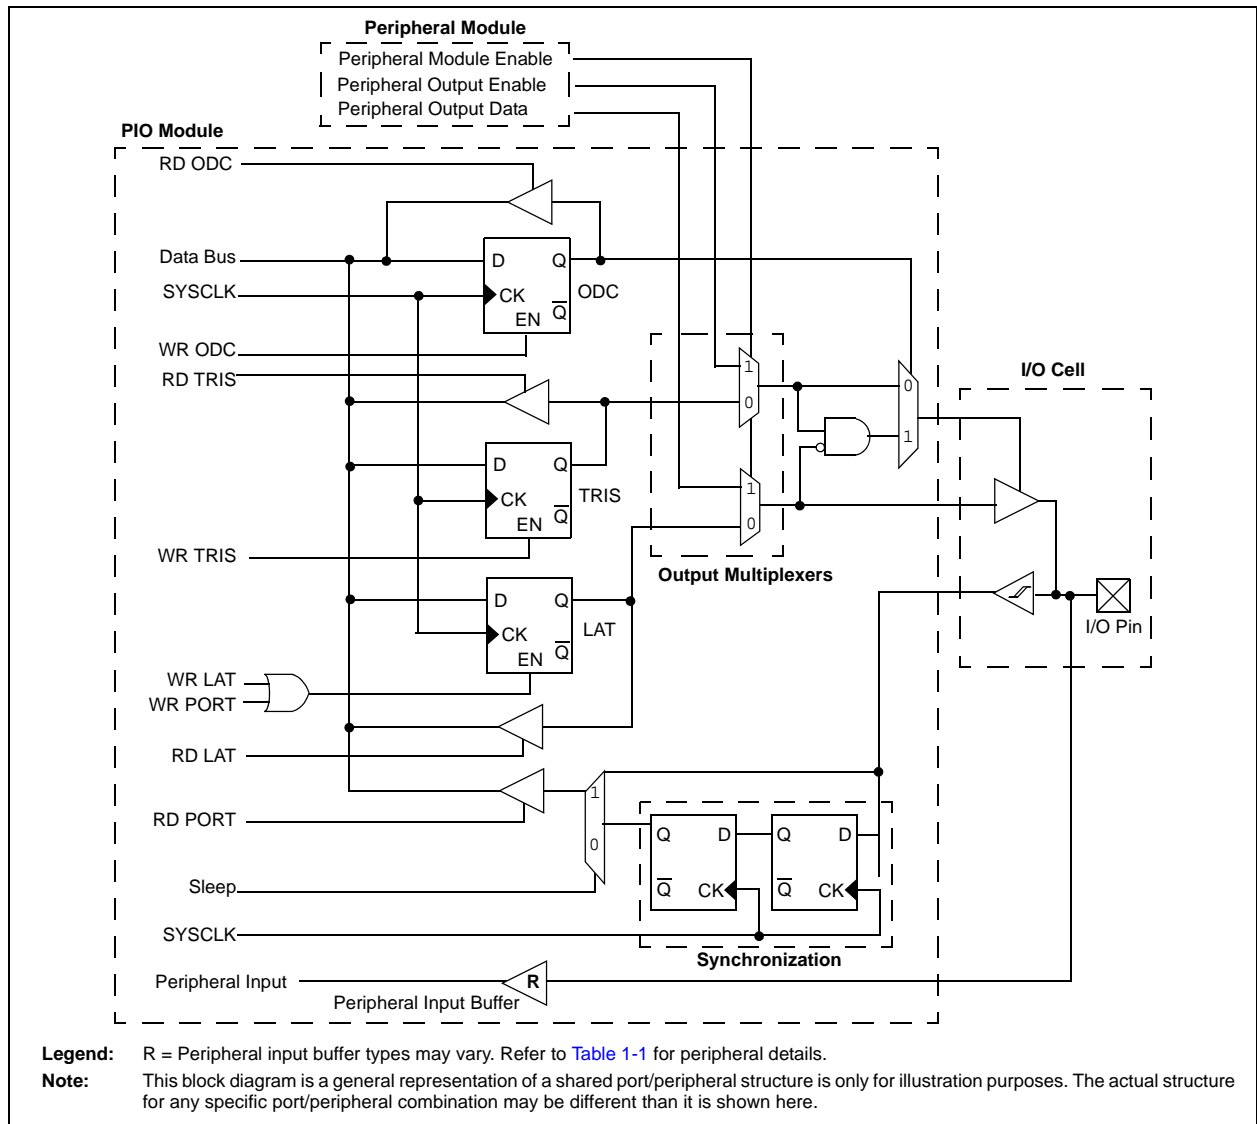 Peripheral Module
Peripheral Module Enable
Peripheral Output Enable
Peripheral Output Data
PIO Module
RD ODC
Data Bus
D Q
SYSCLK
CK
ODC
EN Q
WR ODC
RD TRIS
1
0
I/O Cell
0
1
D Q
CK
TRIS
EN Q
1
0
WR TRIS
Output Multiplexers
D Q
CK
LAT
EN Q
I/O Pin
WR LAT
WR PORT
RD LAT
1
RD PORT
0
Q D Q D
Q CK Q CK
Sleep
SYSCLK
Synchronization
Peripheral Input
R
Peripheral Input Buffer
Legend: R = Peripheral input buffer types may vary. Refer to Table 1-1 for peripheral details.
Note: This block diagram is a general representation of a shared port/peripheral structure is only for illustration purposes. The actual structure
for any specific port/peripheral combination may be different than it is shown here.